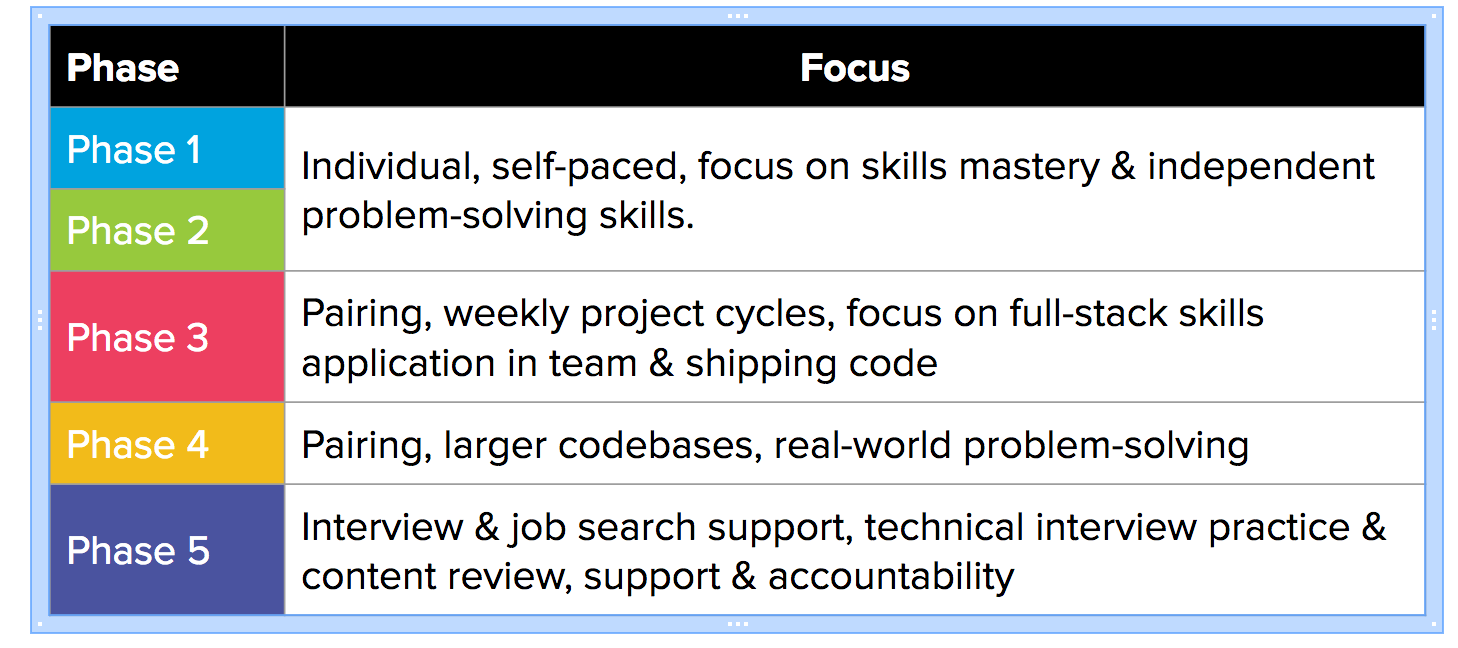 Phase
Focus
Phase 1
Phase 2
Individual, self-paced, focus on skills mastery & independent
problem-solving skills.
Phase 3
Pairing, weekly project cycles, focus on full-stack skills
application in team & shipping code
Phase 4
Pairing, larger codebases, real-world problem-solving
Phase 5
Interview & job search support, technical interview practice &
content review, support & accountability